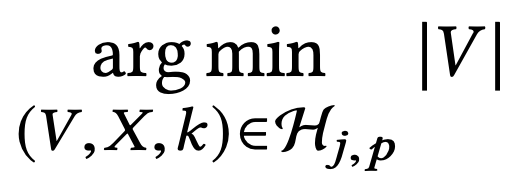 arg min |V|
(V,X,k)∈ℋ_{j,p}